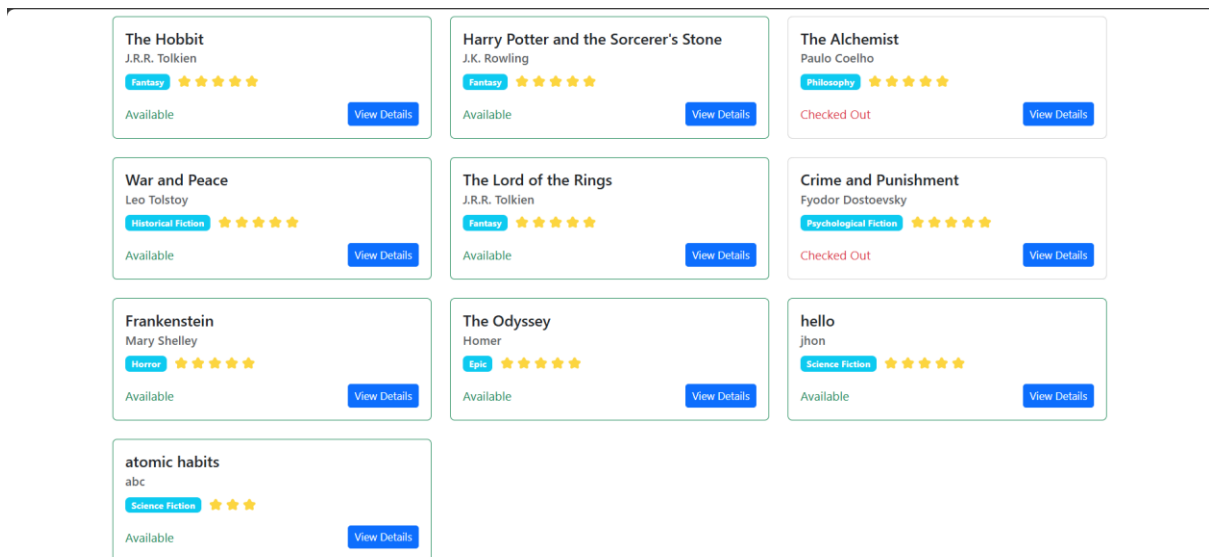 The Hobbit
J.R.R. Tolkien
Fantasy
Available
View Details
Harry Potter and the Sorcerer's Stone
J.K. Rowling
Fantasy
Available
View Details
The Alchemist
Paulo Coelho
Philosophy
Checked Out
View Details
War and Peace
Leo Tolstoy
Historical Fiction
Available
View Details
The Lord of the Rings
J.R.R. Tolkien
Fantasy
Available
View Details
Crime and Punishment
Fyodor Dostoevsky
Psychological Fiction
Checked Out
View Details
Frankenstein
Mary Shelley
Horror
Available
View Details
The Odyssey
Homer
Epic
Available
View Details
hello
jhon
Science Fiction
Available
View Details
atomic habits
abc
Science Fiction
Available
View Details